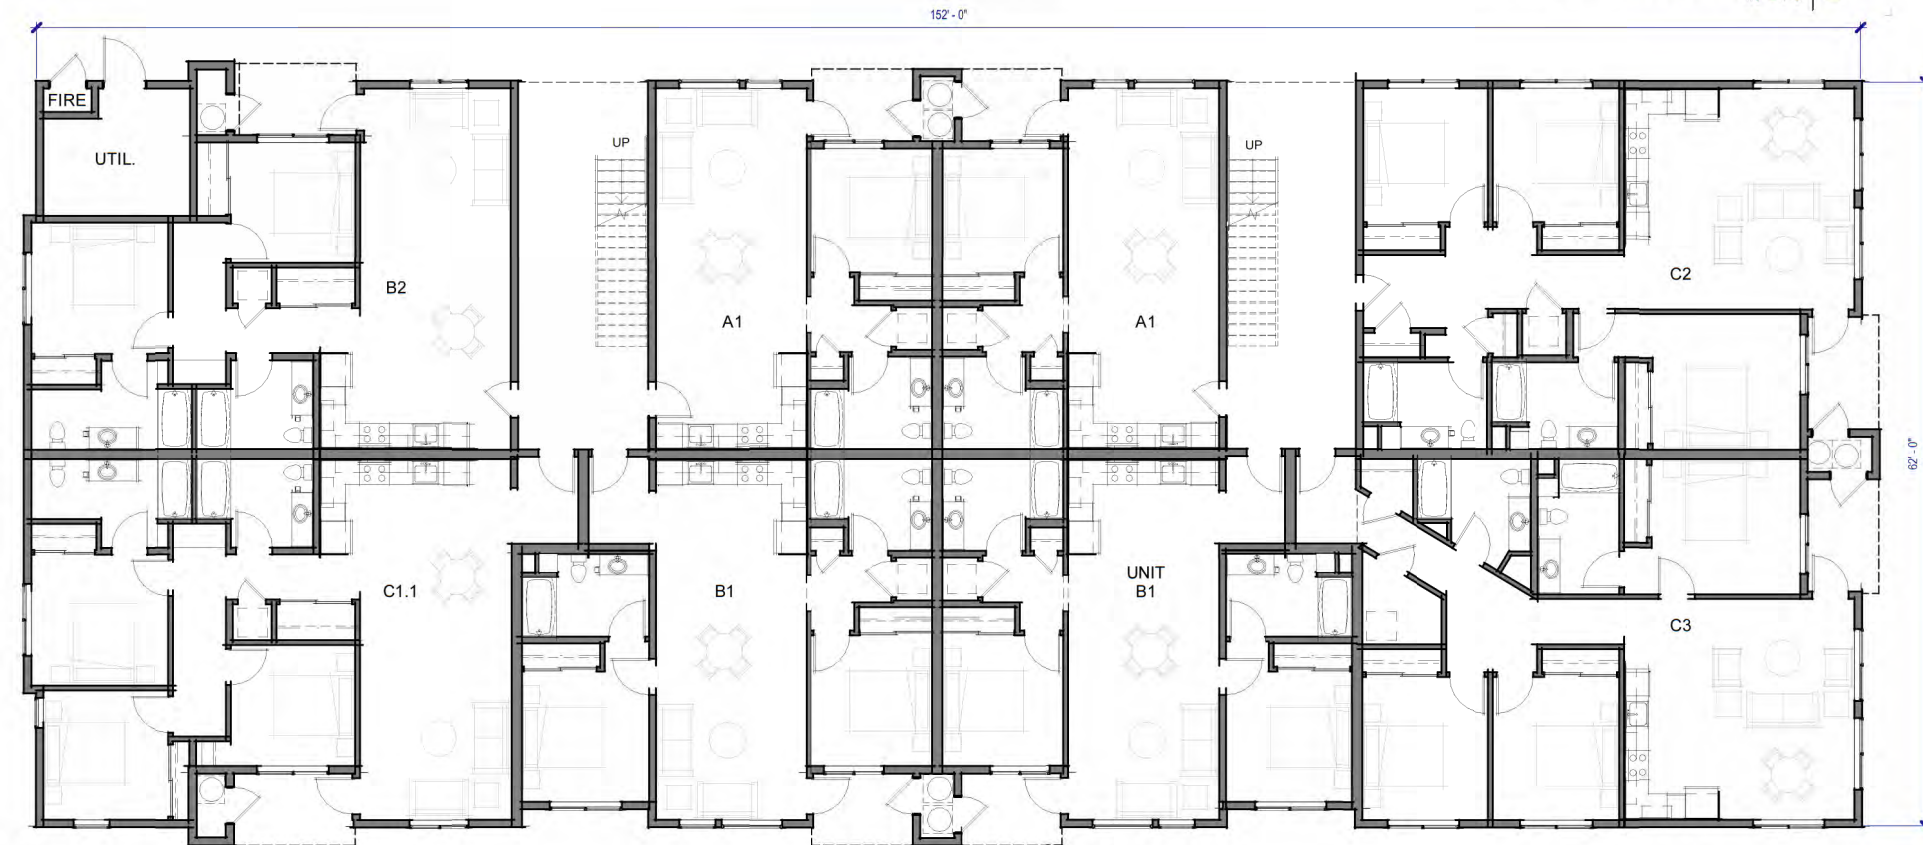 152' - 0"
FIRE
UTIL.
UP
UP
B2
A1
A1
C2
62' - 0"
C1.1
B1
UNIT
B1
C3